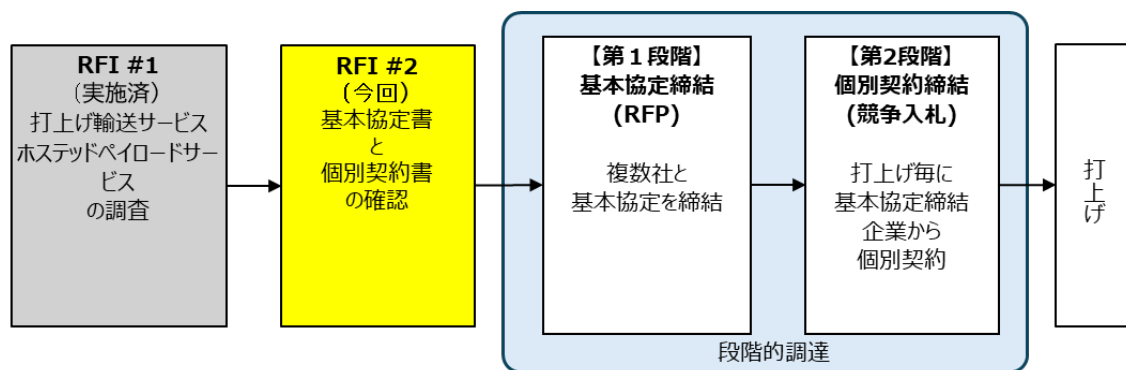 RFI #1
(実施済)
打上げ輸送サービス
ホステッドペイロードサー
ビス
の調査
RFI #2
(今回)
基本協定書
と
個別契約書
の確認
【第１段階】
基本協定締結
(RFP)
複数社と
基本協定を締結
【第2段階】
個別契約締結
(競争入札)
打上げ毎に
基本協定締結
企業から
個別契約
打上げ
段階的調達